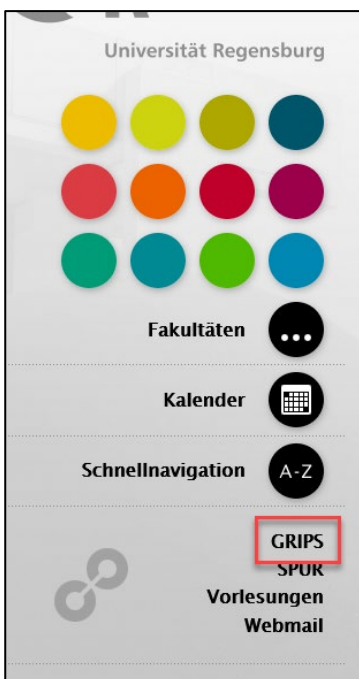 Universität Regensburg
Fakultäten
Kalender
Schnellnavigation A-Z
GRIPS
SPUR
Vorlesungen
Webmail